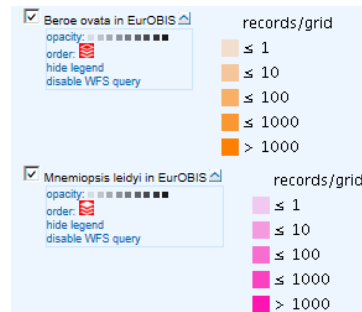 Beroe ovata in EurOBIS
opacity:
order:
hide legend
disable WFS query
records/grid
≤ 1
≤ 10
≤ 100
≤ 1000
> 1000
Mnemiopsis leidyi in EurOBIS
opacity:
order:
hide legend
disable WFS query
records/grid
≤ 1
≤ 10
≤ 100
≤ 1000
> 1000